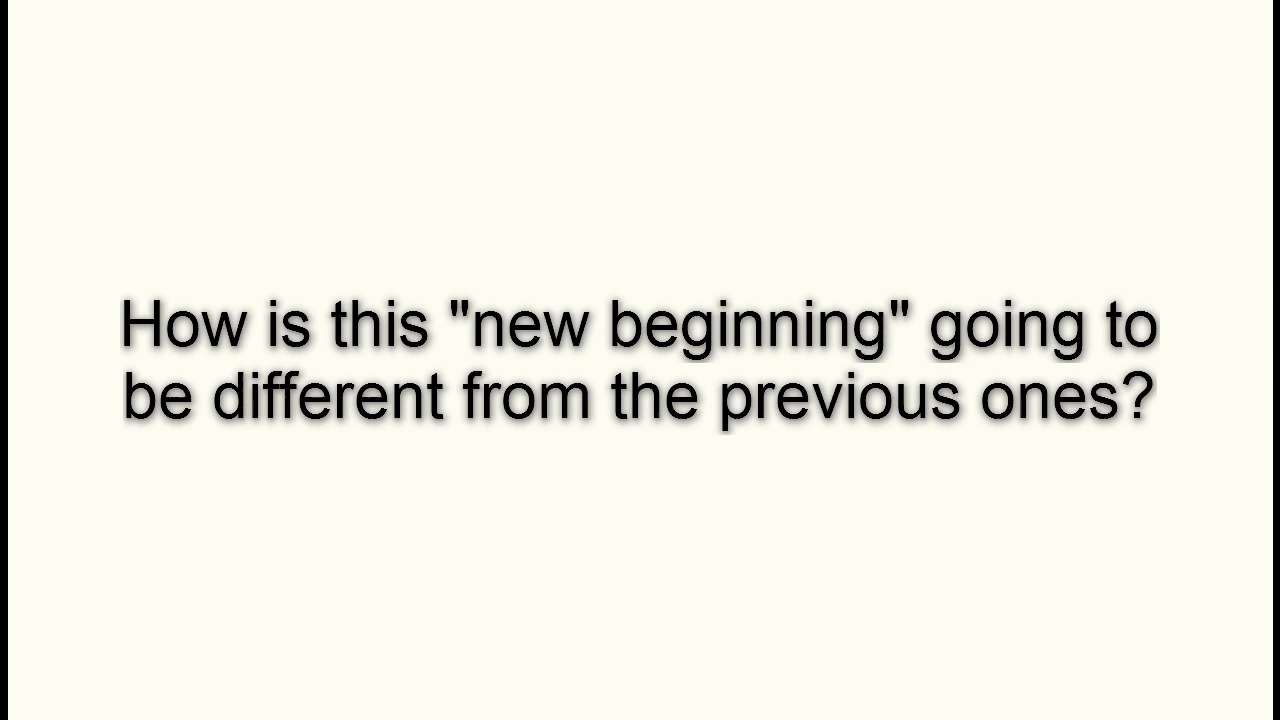 How is this "new beginning" going to
be different from the previous ones?